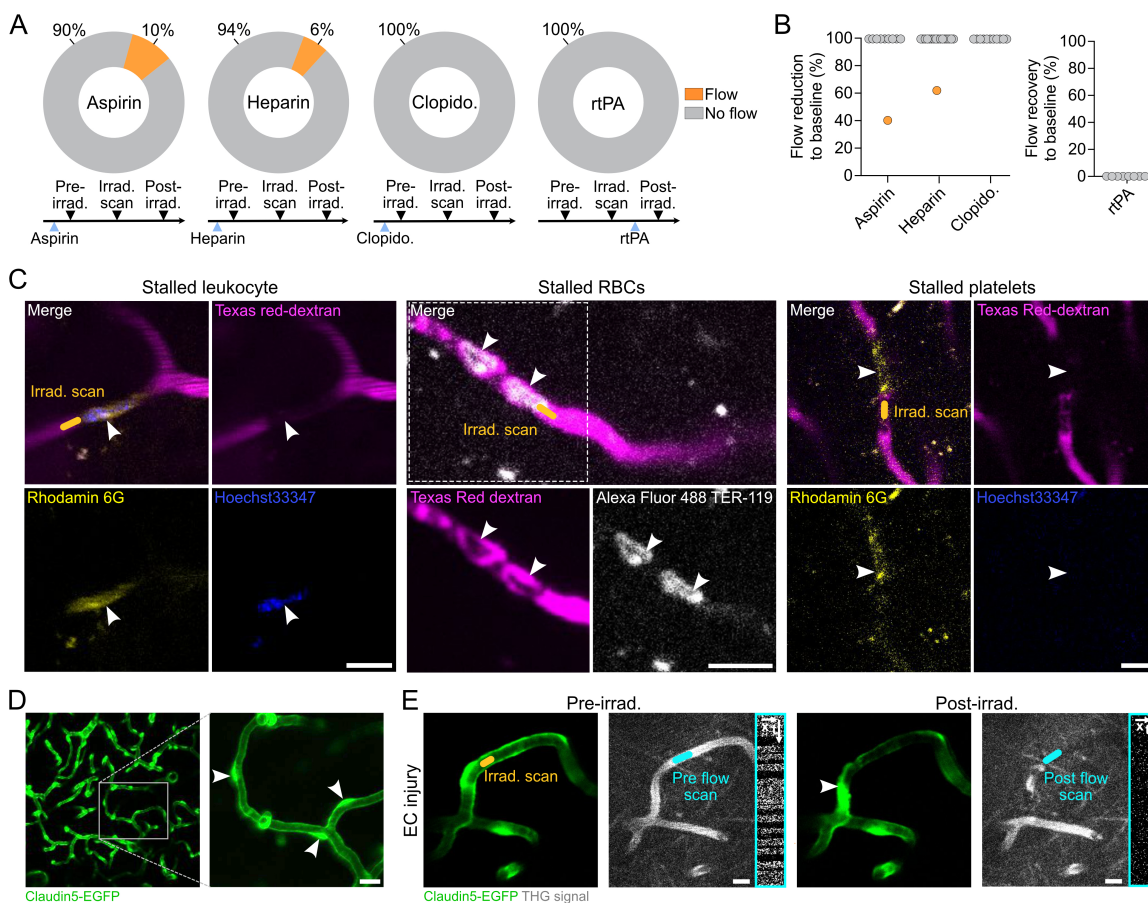 A
90%
10%
Aspirin
94%
6%
Heparin
100%
Clopido.
100%
rtPA
Flow
No flow
Pre-
irrad.
Irrad.
scan
Post-
irrad.
Aspirin
Pre-
irrad.
Irrad.
scan
Post-
irrad.
Heparin
Pre-
irrad.
Irrad.
scan
Post-
irrad.
Clopido.
Pre-
irrad.
Irrad.
scan
Post-
irrad.
rtPA
B
Flow reduction
to baseline (%)
100
80
60
40
20
0
Aspirin
Heparin
Clopido.
Flow recovery
to baseline (%)
100
80
60
40
20
0
rtPA
C
Stalled leukocyte
Merge
Texas red-dextran
Irrad. scan
Rhodamin 6G
Hoechst33347
Stalled RBCs
Merge
Irrad. scan
Texas Red dextran
Alexa Fluor 488 TER-119
Stalled platelets
Merge
Texas Red-dextran
Irrad. scan
Rhodamin 6G
Hoechst33347
D
Claudin5-EGFP
E
Pre-irrad.
Post-irrad.
EC injury
Irrad. scan
Pre flow
scan
x
t
Post flow
scan
x
Claudin5-EGFP THG signal